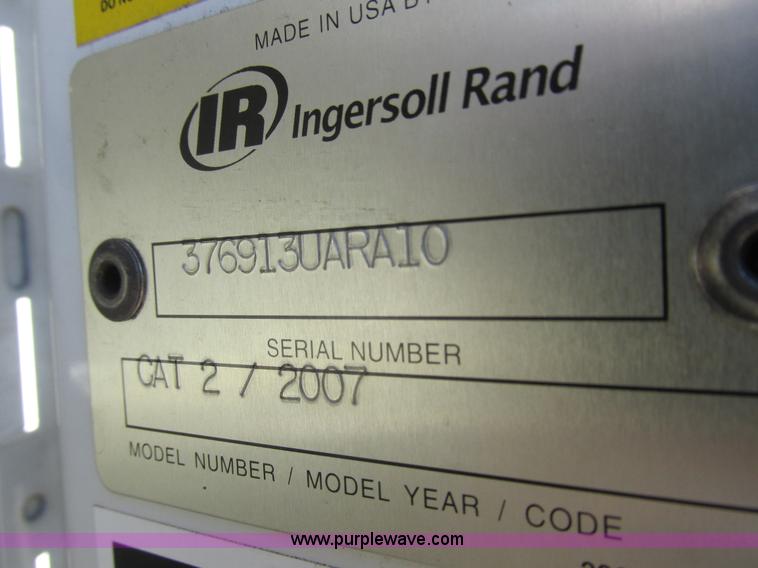 MADE IN USA
IR Ingersoll Rand
376913UARA10
SERIAL NUMBER
CAT 2 / 2007
MODEL NUMBER / MODEL YEAR / CODE
www.purplewave.com